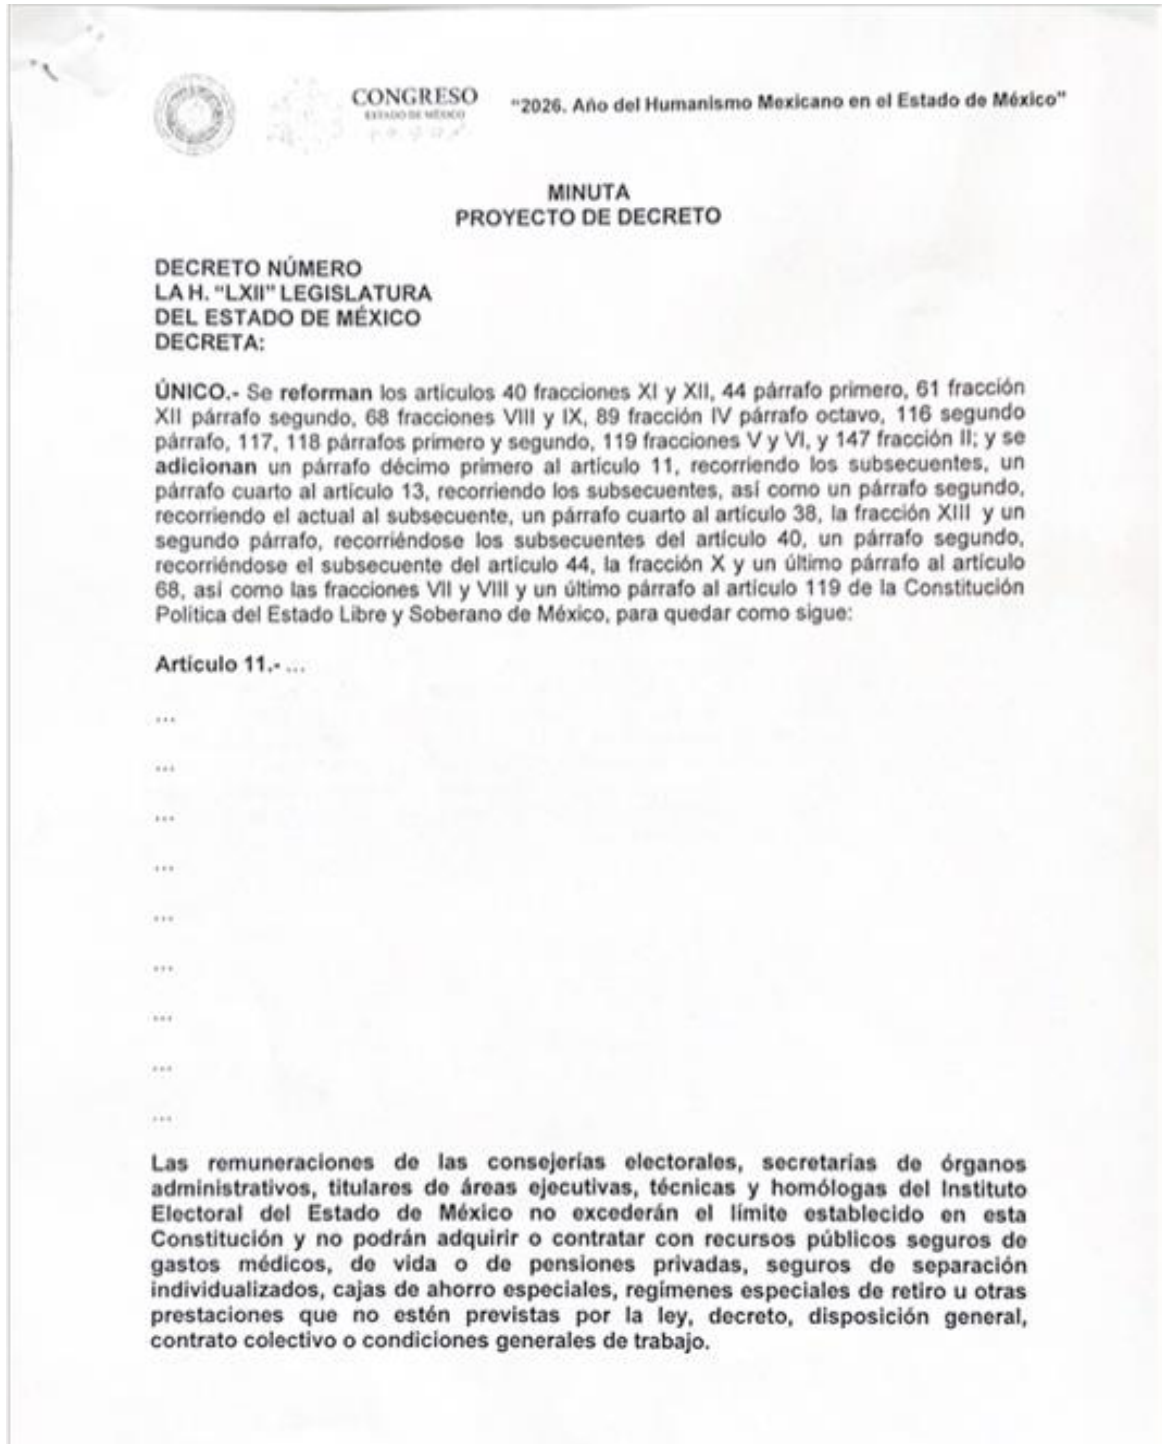 CONGRESO
ESTADO DE MÉXICO
"2026. Año del Humanismo Mexicano en el Estado de México"
MINUTA
PROYECTO DE DECRETO
DECRETO NÚMERO
LA H. "LXII" LEGISLATURA
DEL ESTADO DE MÉXICO
DECRETA:
ÚNICO.- Se reforman los artículos 40 fracciones XI y XII, 44 párrafo primero, 61 fracción
XII párrafo segundo, 68 fracciones VIII y IX, 89 fracción IV párrafo octavo, 116 segundo
párrafo, 117, 118 párrafos primero y segundo, 119 fracciones V y VI, y 147 fracción II; y se
adicionan un párrafo décimo primero al artículo 11, recorriendo los subsecuentes, un
párrafo cuarto al artículo 13, recorriendo los subsecuentes, así como un párrafo segundo,
recorriendo el actual al subsecuente, un párrafo cuarto al artículo 38, la fracción XIII y un
segundo párrafo, recorriéndose los subsecuentes del artículo 40, un párrafo segundo,
recorriéndose el subsecuente del artículo 44, la fracción X y un último párrafo al artículo
68, así como las fracciones VII y VIII y un último párrafo al artículo 119 de la Constitución
Política del Estado Libre y Soberano de México, para quedar como sigue:
Artículo 11.- ...
...
...
...
...
...
...
...
...
...
Las remuneraciones de las consejerías electorales, secretarías de órganos
administrativos, titulares de áreas ejecutivas, técnicas y homólogas del Instituto
Electoral del Estado de México no excederán el límite establecido en esta
Constitución y no podrán adquirir o contratar con recursos públicos seguros de
gastos médicos, de vida o de pensiones privadas, seguros de separación
individualizados, cajas de ahorro especiales, regímenes especiales de retiro u otras
prestaciones que no estén previstas por la ley, decreto, disposición general,
contrato colectivo o condiciones generales de trabajo.